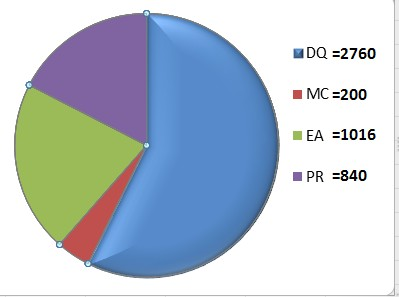 DQ =2760
MC =200
EA =1016
PR =840